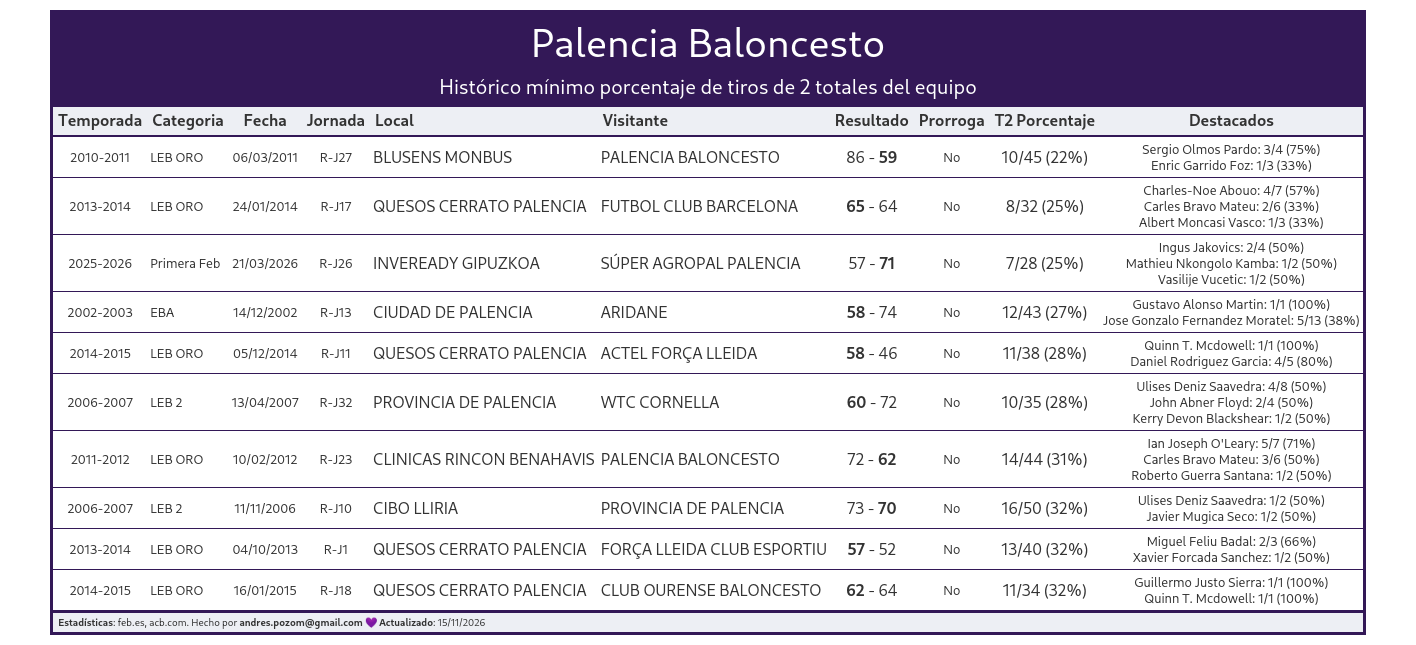 Palencia Baloncesto
Histórico mínimo porcentaje de tiros de 2 totales del equipo
Temporada Categoria Fecha Jornada Local Visitante Resultado Prorroga T2 Porcentaje Destacados
2010-2011 LEB ORO 06/03/2011 R-J27 BLUSENS MONBUS PALENCIA BALONCESTO 86 - 59 No 10/45 (22%) Sergio Olmos Pardo: 3/4 (75%)
Enric Garrido Foz: 1/3 (33%)
2013-2014 LEB ORO 24/01/2014 R-J17 QUESOS CERRATO PALENCIA FUTBOL CLUB BARCELONA 65 - 64 No 8/32 (25%) Charles-Noe Abouo: 4/7 (57%)
Carles Bravo Mateu: 2/6 (33%)
Albert Moncasi Vasco: 1/3 (33%)
2025-2026 Primera Feb 21/03/2026 R-J26 INVEREADY GIPUZKOA SÚPER AGROPAL PALENCIA 57 - 71 No 7/28 (25%) Ingus Jakovics: 2/4 (50%)
Mathieu Nkongolo Kamba: 1/2 (50%)
Vasilije Vucetic: 1/2 (50%)
2002-2003 EBA 14/12/2002 R-J13 CIUDAD DE PALENCIA ARIDANE 58 - 74 No 12/43 (27%) Gustavo Alonso Martin: 1/1 (100%)
Jose Gonzalo Fernandez Moratel: 5/13 (38%)
2014-2015 LEB ORO 05/12/2014 R-J11 QUESOS CERRATO PALENCIA ACTEL FORÇA LLEIDA 58 - 46 No 11/38 (28%) Quinn T. Mcdowell: 1/1 (100%)
Daniel Rodriguez Garcia: 4/5 (80%)
2006-2007 LEB 2 13/04/2007 R-J32 PROVINCIA DE PALENCIA WTC CORNELLA 60 - 72 No 10/35 (28%) Ulises Deniz Saavedra: 4/8 (50%)
John Abner Floyd: 2/4 (50%)
Kerry Devon Blackshear: 1/2 (50%)
2011-2012 LEB ORO 10/02/2012 R-J23 CLINICAS RINCON BENAHAVIS PALENCIA BALONCESTO 72 - 62 No 14/44 (31%) Ian Joseph O'Leary: 5/7 (71%)
Carles Bravo Mateu: 3/6 (50%)
Roberto Guerra Santana: 1/2 (50%)
2006-2007 LEB 2 11/11/2006 R-J10 CIBO LLIRIA PROVINCIA DE PALENCIA 73 - 70 No 16/50 (32%) Ulises Deniz Saavedra: 1/2 (50%)
Javier Mugica Seco: 1/2 (50%)
2013-2014 LEB ORO 04/10/2013 R-J1 QUESOS CERRATO PALENCIA FORÇA LLEIDA CLUB ESPORTIU 57 - 52 No 13/40 (32%) Miguel Feliu Badal: 2/3 (66%)
Xavier Forcada Sanchez: 1/2 (50%)
2014-2015 LEB ORO 16/01/2015 R-J18 QUESOS CERRATO PALENCIA CLUB OURENSE BALONCESTO 62 - 64 No 11/34 (32%) Guillermo Justo Sierra: 1/1 (100%)
Quinn T. Mcdowell: 1/1 (100%)
Estadísticas: feb.es, acb.com. Hecho por andres.pozom@gmail.com 💜 Actualizado: 15/11/2026